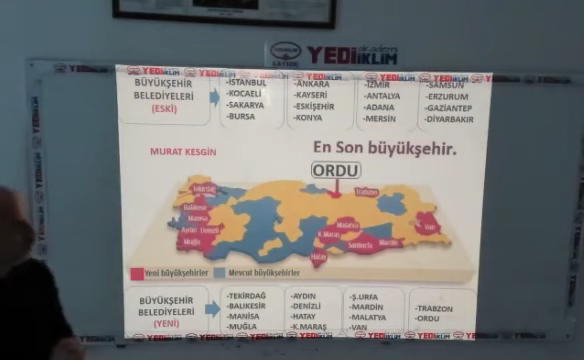 YEDİİKLİM
akademi
BÜYÜKŞEHİR
BELEDİYELERİ
(ESKİ)
-İSTANBUL
-KOCAELİ
-SAKARYA
-BURSA
-ANKARA
-KAYSERİ
-ESKİŞEHİR
-KONYA
-İZMİR
-ANTALYA
-ADANA
-MERSİN
-SAMSUN
-ERZURUM
-GAZİANTEP
-DİYARBAKIR
MURAT KESGİN
En Son büyükşehir.
ORDU
Tekirdağ
Balıkesir
Manisa
Aydın Denizli
Muğla
Trabzon
Malatya
K.Maraş
Hatay
Şanlıurfa
Mardin
Van
Yeni büyükşehirler
Mevcut büyükşehirler
BÜYÜKŞEHİR
BELEDİYELERİ
(YENİ)
-TEKİRDAĞ
-BALIKESİR
-MANİSA
-MUĞLA
-AYDIN
-DENİZLİ
-HATAY
-K.MARAŞ
-Ş.URFA
-MARDİN
-MALATYA
-VAN
-TRABZON
-ORDU